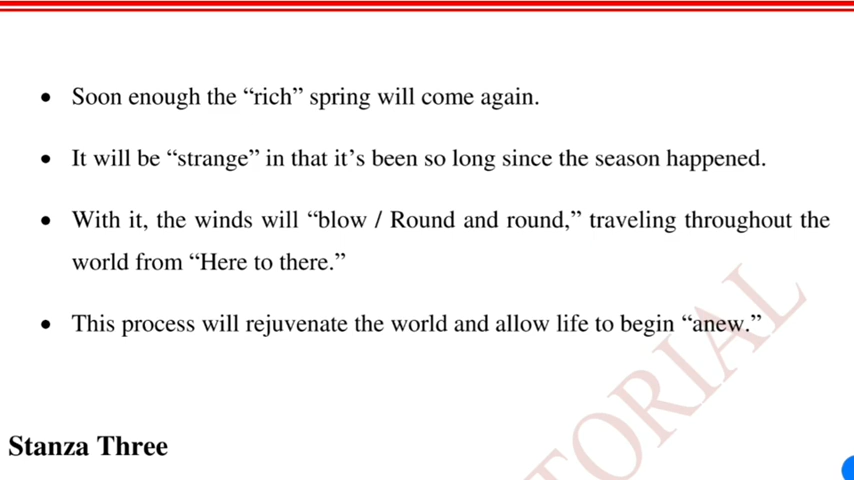 • Soon enough the “rich” spring will come again.
• It will be “strange” in that it’s been so long since the season happened.
• With it, the winds will “blow / Round and round,” traveling throughout the
world from “Here to there.”
• This process will rejuvenate the world and allow life to begin “anew.”
TORIAL
Stanza Three